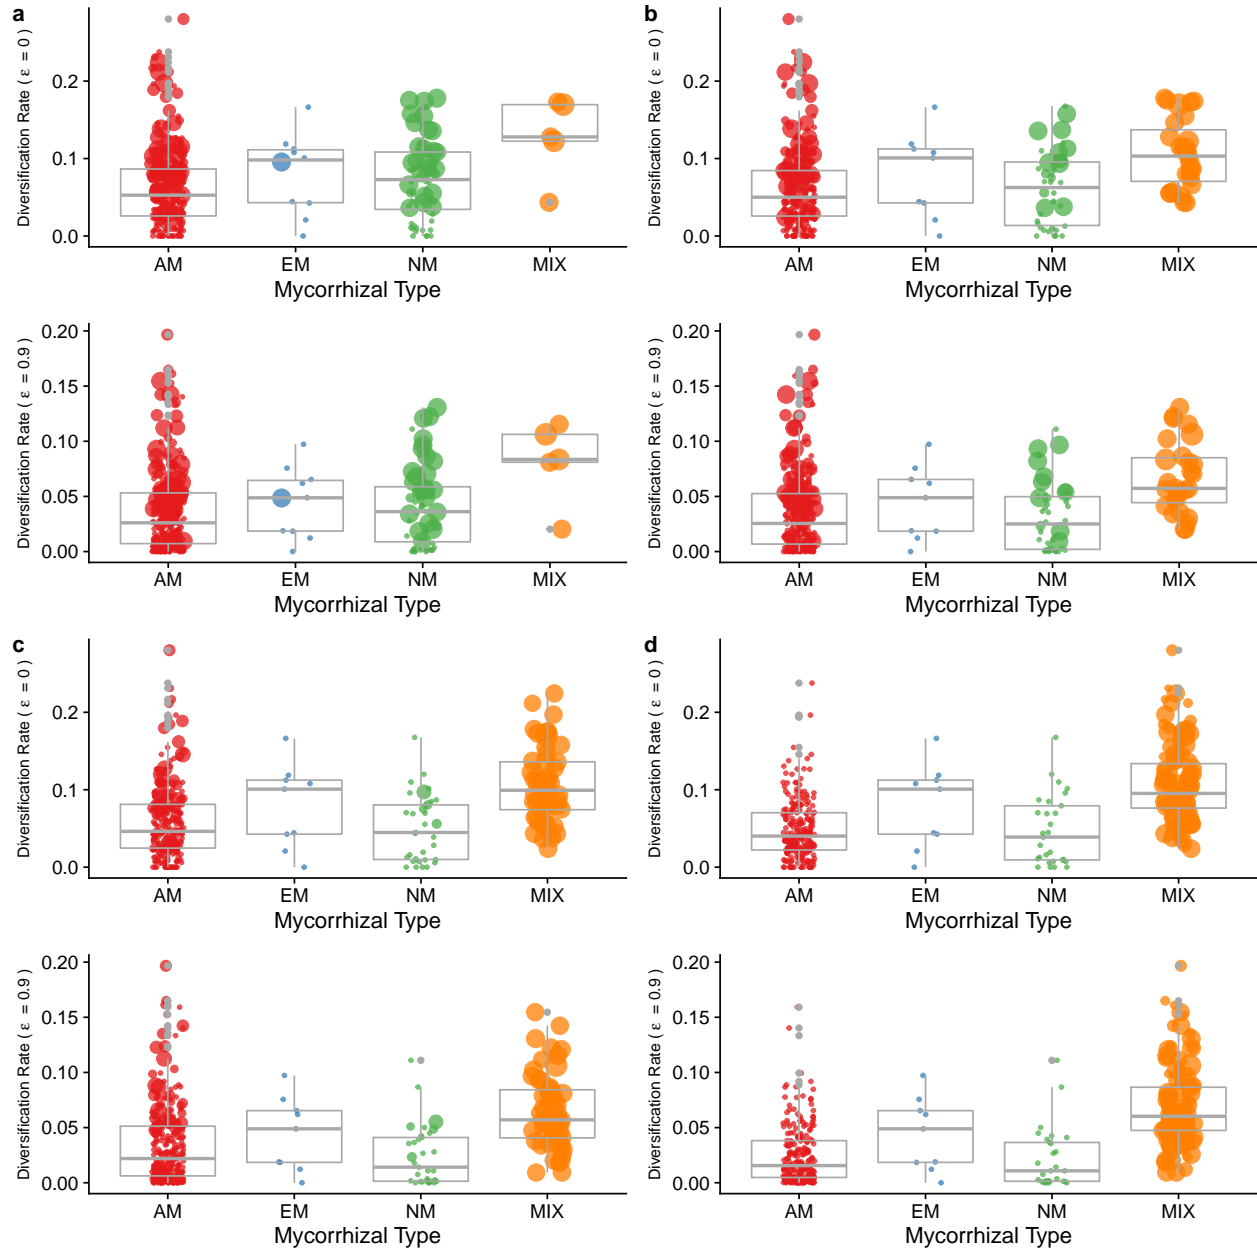 a
Diversification Rate ( ε = 0 )
0.2
0.1
0.0
AM EM NM MIX
Mycorrhizal Type
b
Diversification Rate ( ε = 0 )
0.2
0.1
0.0
AM EM NM MIX
Mycorrhizal Type
Diversification Rate ( ε = 0.9 )
0.20
0.15
0.10
0.05
0.00
AM EM NM MIX
Mycorrhizal Type
Diversification Rate ( ε = 0.9 )
0.20
0.15
0.10
0.05
0.00
AM EM NM MIX
Mycorrhizal Type
c
Diversification Rate ( ε = 0 )
0.2
0.1
0.0
AM EM NM MIX
Mycorrhizal Type
d
Diversification Rate ( ε = 0 )
0.2
0.1
0.0
AM EM NM MIX
Mycorrhizal Type
Diversification Rate ( ε = 0.9 )
0.20
0.15
0.10
0.05
0.00
AM EM NM MIX
Mycorrhizal Type
Diversification Rate ( ε = 0.9 )
0.20
0.15
0.10
0.05
0.00
AM EM NM MIX
Mycorrhizal Type